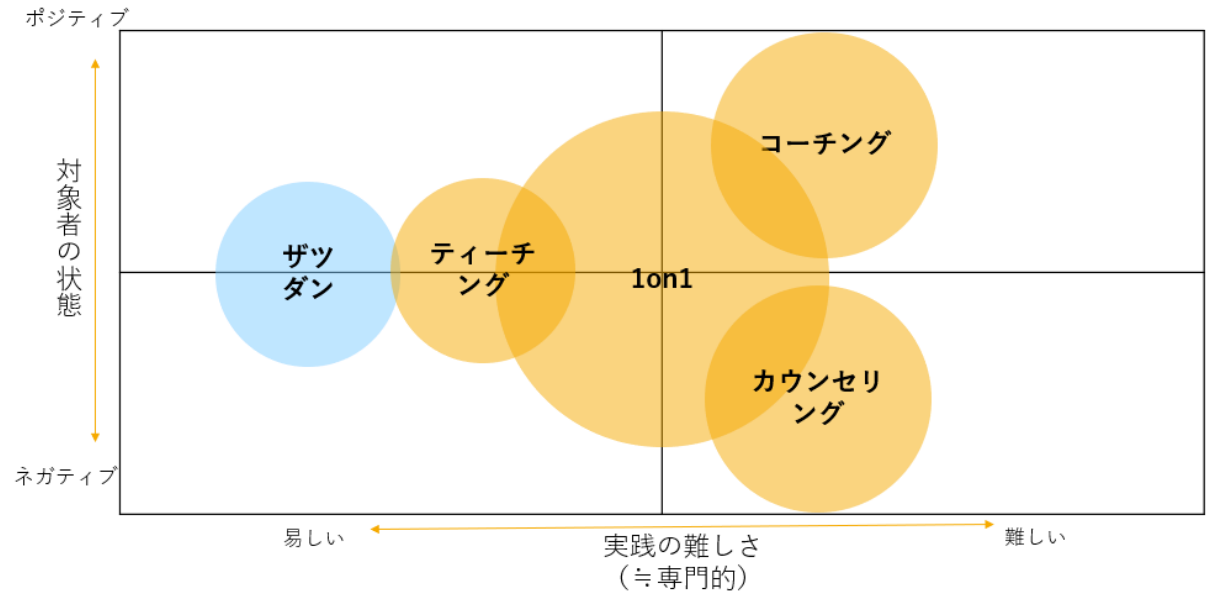 ポジティブ
対象者の状態
ネガティブ
ザツ
ダン
ティーチ
ング
1on1
コーチング
カウンセリ
ング
易しい
実践の難しさ
（≒専門的）
難しい